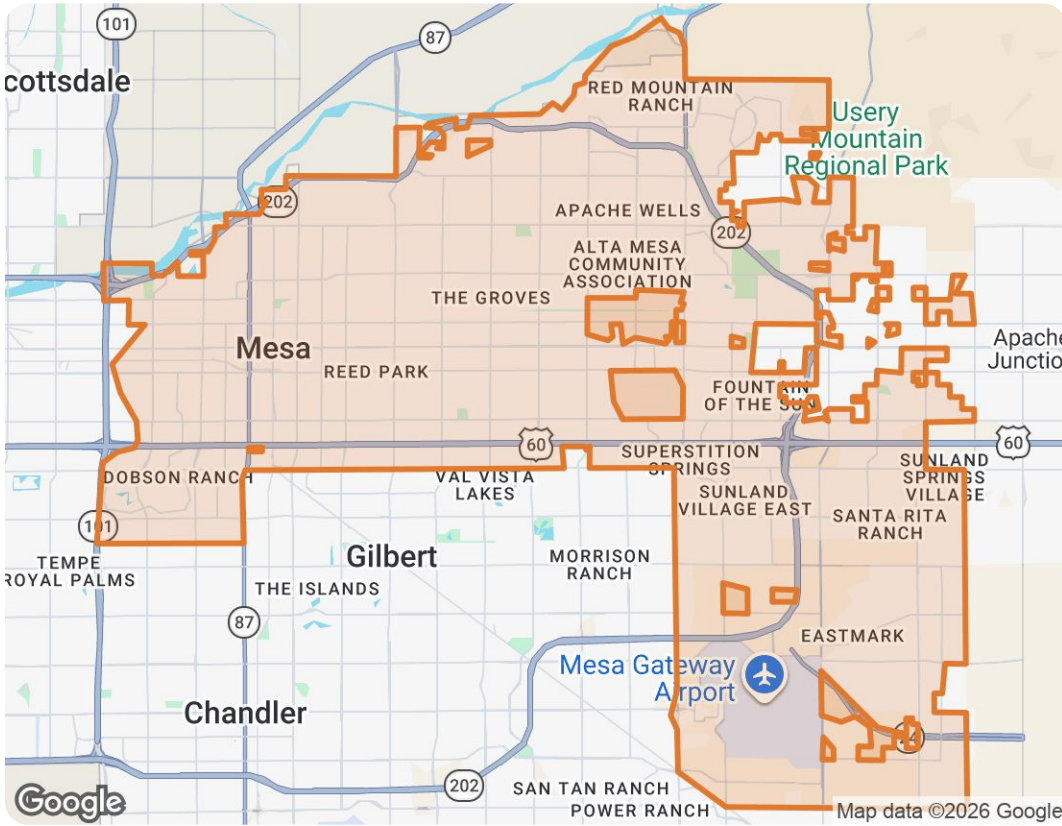 101
87
cottsdale
RED MOUNTAIN
RANCH
Usery
Mountain
Regional Park
202
APACHE WELLS
202
ALTA MESA
COMMUNITY
ASSOCIATION
THE GROVES
Mesa
REED PARK
Apache
Junctio
FOUNTAIN
OF THE SUN
60
60
DOBSON RANCH
VAL VISTA
LAKES
SUPERSTITION
SPRINGS
SUNLAND
SPRINGS
VILLAGE
SUNLAND
VILLAGE EAST
SANTA RITA
RANCH
101
TEMPE
ROYAL PALMS
Gilbert
MORRISON
RANCH
THE ISLANDS
87
EASTMARK
Mesa Gateway
Airport
Chandler
24
202
SAN TAN RANCH
POWER RANCH
Google
Map data ©2026 Google